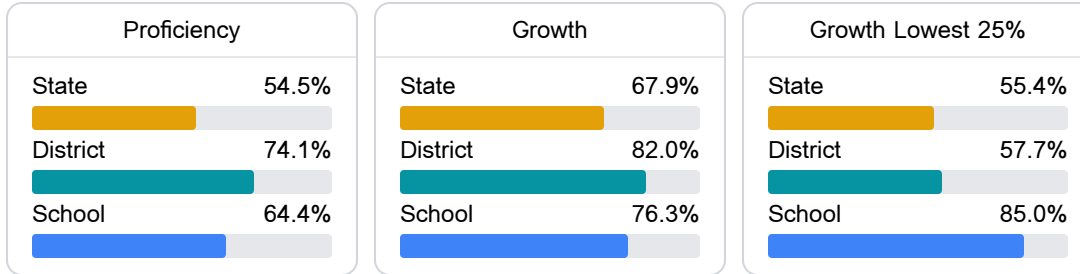 Proficiency
State 54.5%
District 74.1%
School 64.4%
Growth
State 67.9%
District 82.0%
School 76.3%
Growth Lowest 25%
State 55.4%
District 57.7%
School 85.0%